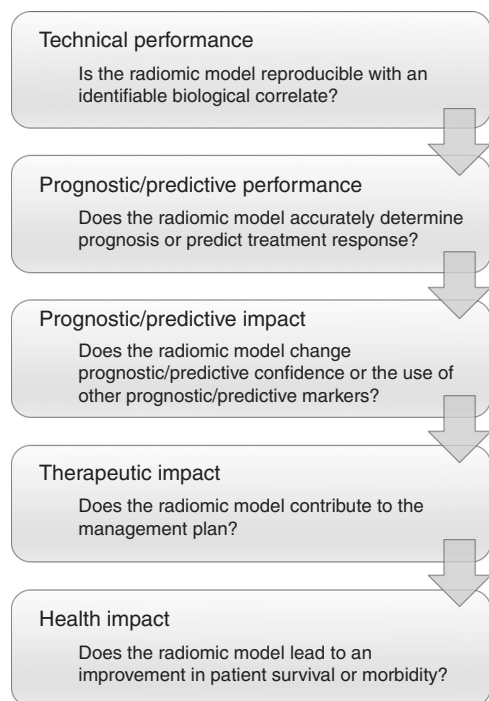 Technical performance
Is the radiomic model reproducible with an
identifiable biological correlate?
Prognostic/predictive performance
Does the radiomic model accurately determine
prognosis or predict treatment response?
Prognostic/predictive impact
Does the radiomic model change
prognostic/predictive confidence or the use of
other prognostic/predictive markers?
Therapeutic impact
Does the radiomic model contribute to the
management plan?
Health impact
Does the radiomic model lead to an
improvement in patient survival or morbidity?